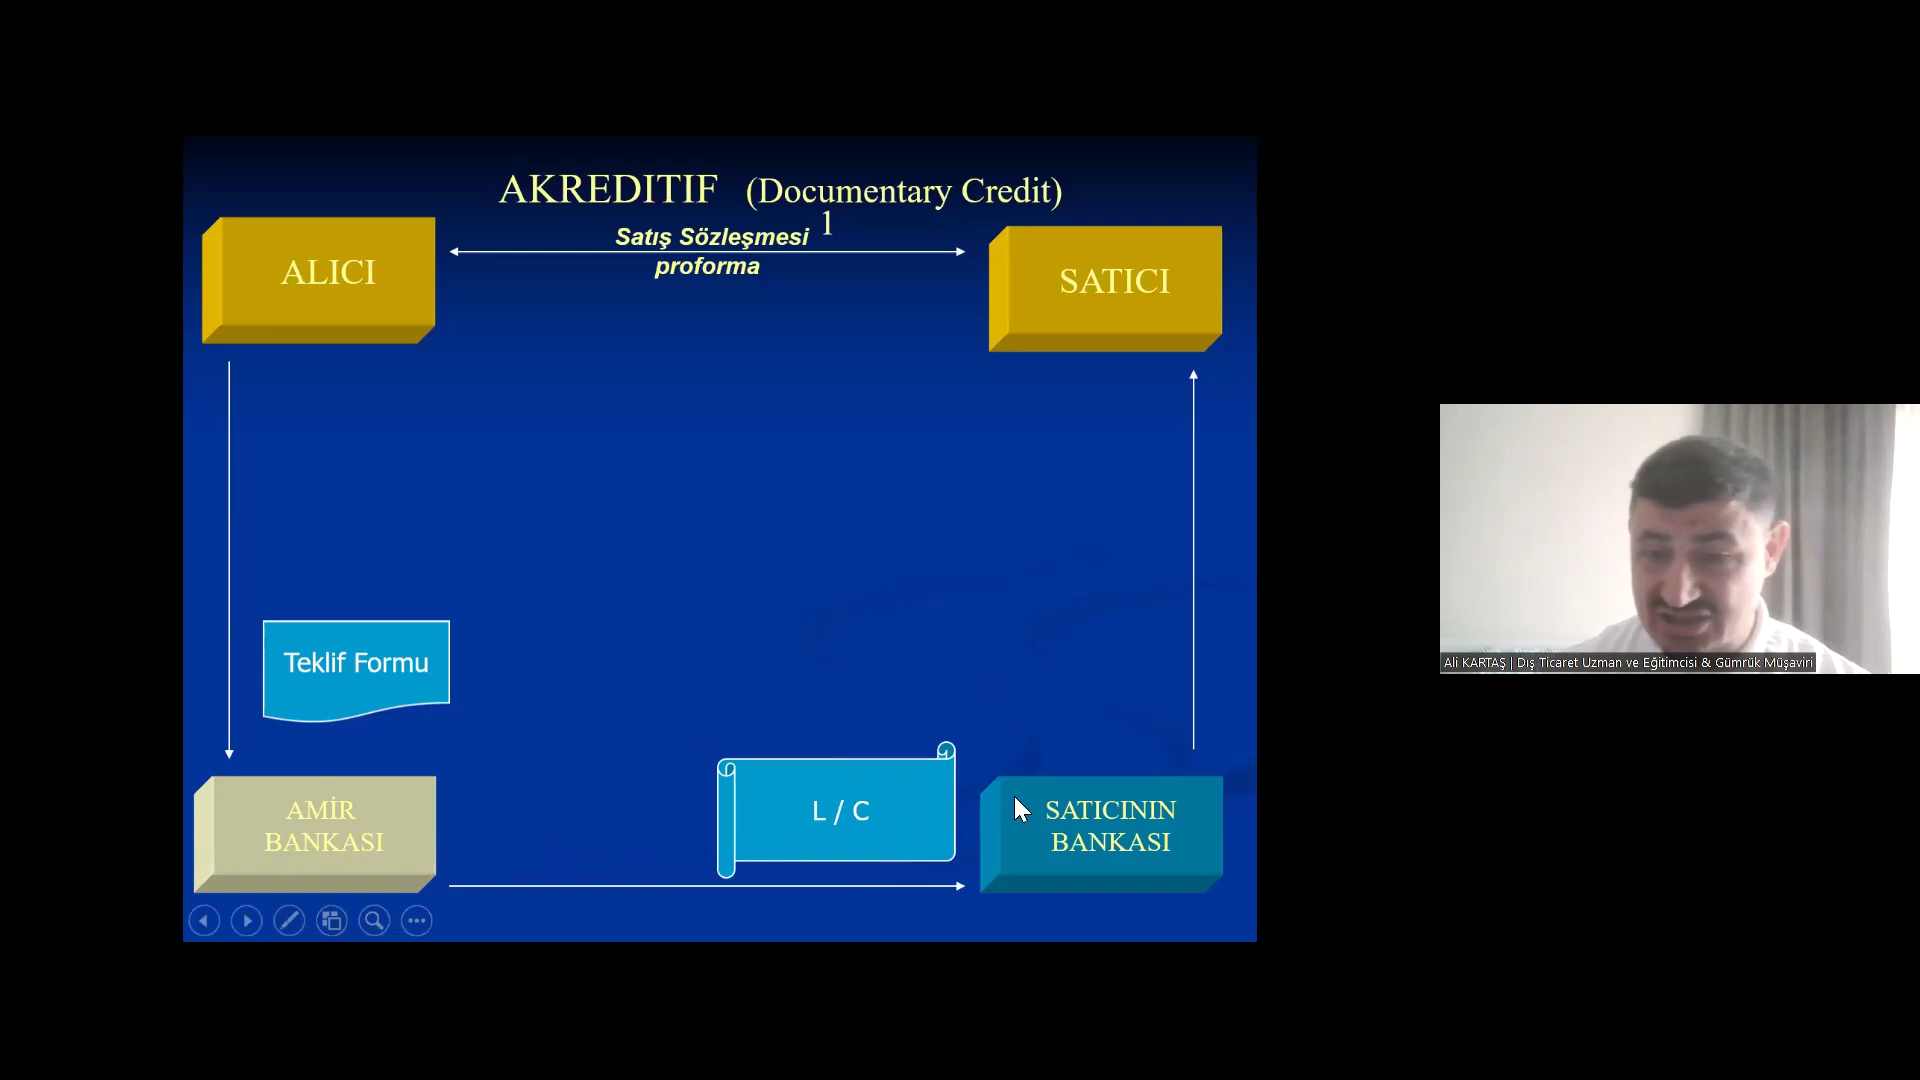 AKREDITIF (Documentary Credit)
1
Satış Sözleşmesi
proforma
ALICI
SATICI
Teklif Formu
L / C
AMİR
BANKASI
SATICININ
BANKASI
Ali KARTAŞ | Dış Ticaret Uzman ve Eğitimcisi & Gümrük Müşaviri